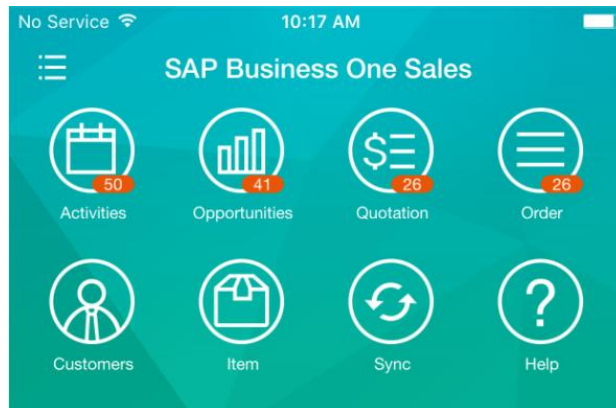 No Service 10:17 AM
SAP Business One Sales
50 41 26 26
Activities Opportunities Quotation Order
Customers Item Sync Help